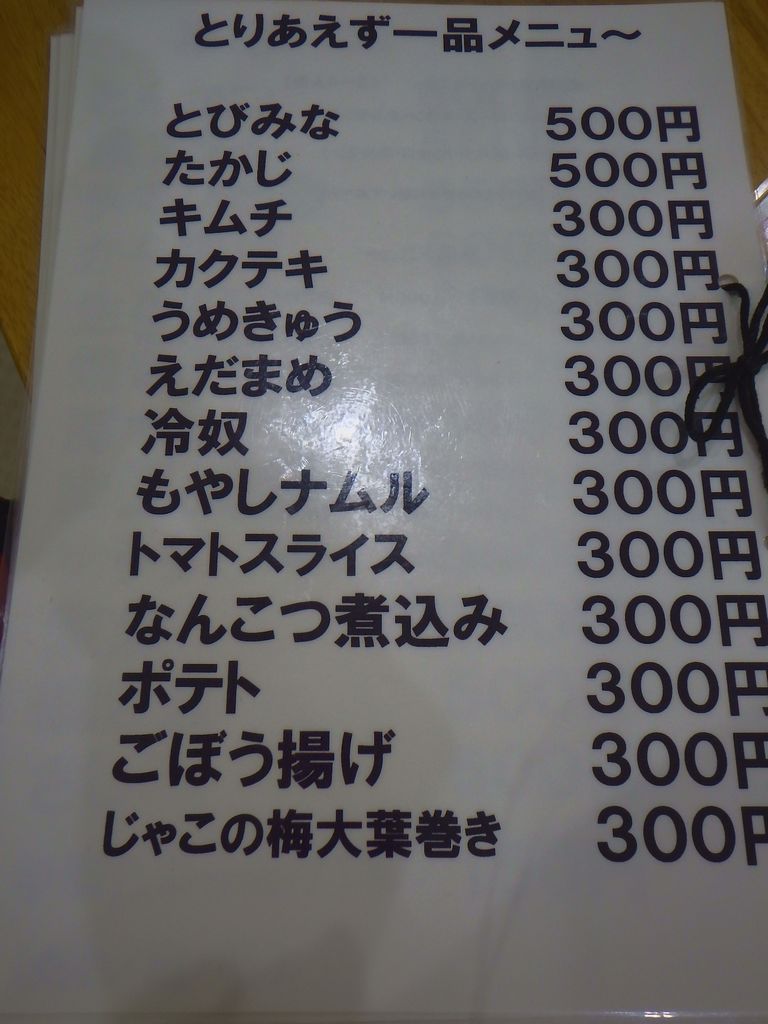 とりあえず一品メニュ～
とびみな 500円
たかじ 500円
キムチ 300円
カクテキ 300円
うめきゅう 300円
えだまめ 300円
冷奴 300円
もやしナムル 300円
トマトスライス 300円
なんこつ煮込み 300円
ポテト 300円
ごぼう揚げ 300円
じゃこの梅大葉巻き 300円